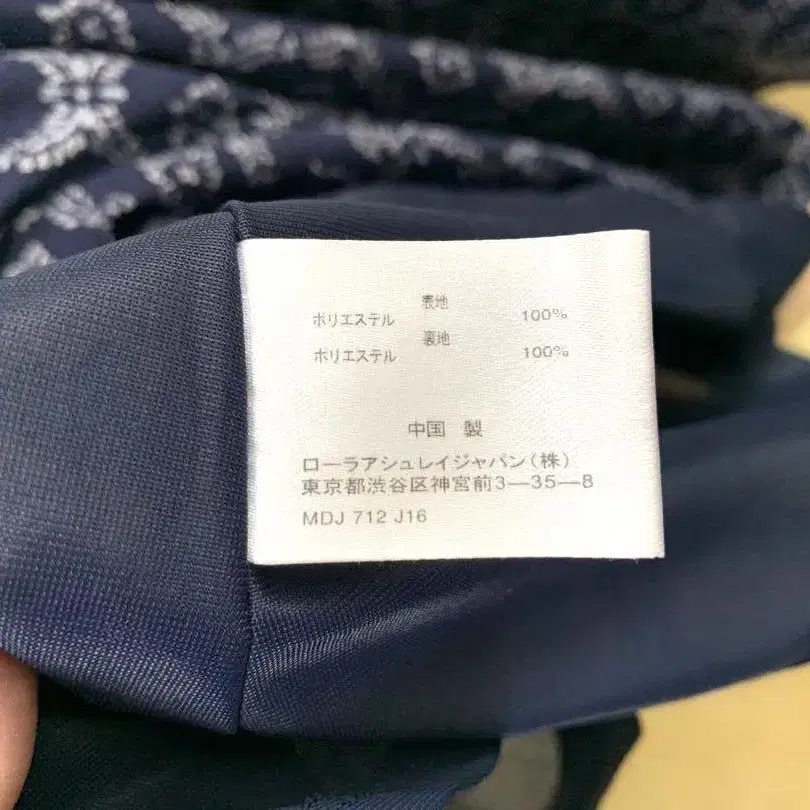 表地
ポリエステル 100%
裏地
ポリエステル 100%
中国 製
ローラアシュレイジャパン(株)
東京都渋谷区神宮前3—35—8
MDJ 712 J16